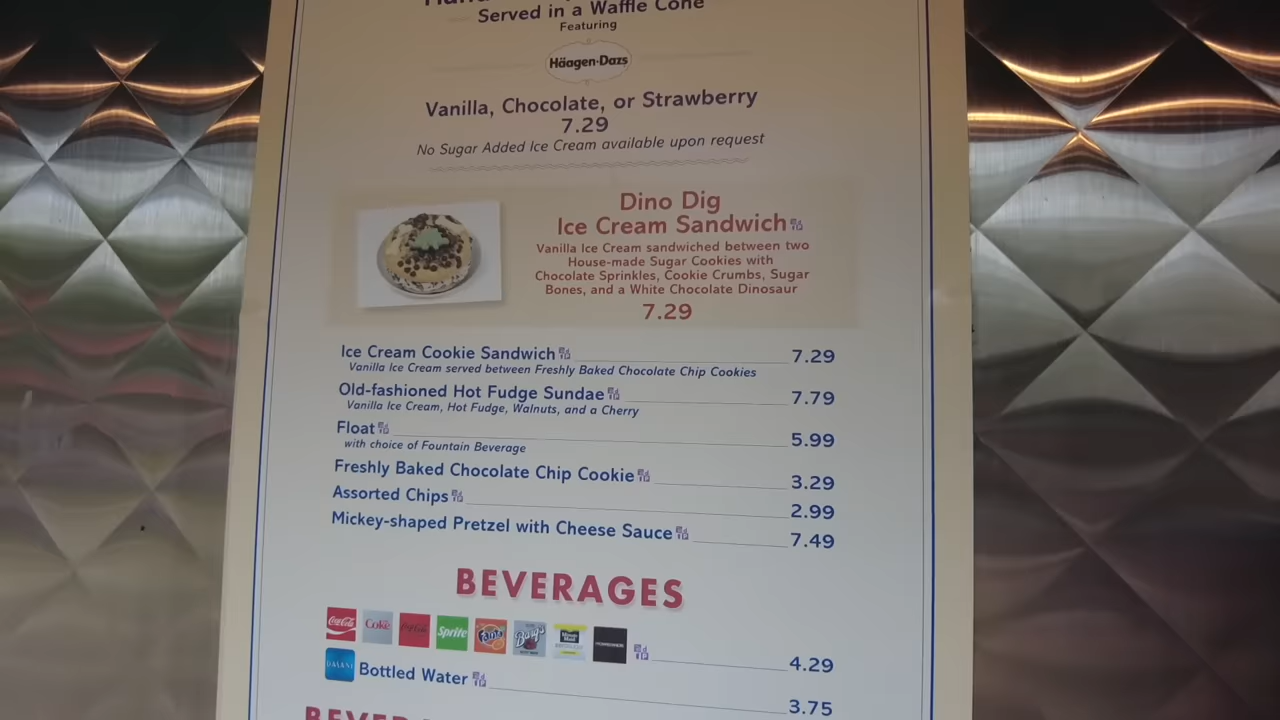 Served in a Waffle Cone
Featuring
Häagen-Dazs
Vanilla, Chocolate, or Strawberry
7.29
No Sugar Added Ice Cream available upon request
Dino Dig
Ice Cream Sandwich
Vanilla Ice Cream sandwiched between two
House-made Sugar Cookies with
Chocolate Sprinkles, Cookie Crumbs, Sugar
Bones, and a White Chocolate Dinosaur
7.29
Ice Cream Cookie Sandwich 7.29
Vanilla Ice Cream served between Freshly Baked Chocolate Chip Cookies
Old-fashioned Hot Fudge Sundae 7.79
Vanilla Ice Cream, Hot Fudge, Walnuts, and a Cherry
Float 5.99
with choice of Fountain Beverage
Freshly Baked Chocolate Chip Cookie 3.29
Assorted Chips 2.99
Mickey-shaped Pretzel with Cheese Sauce 7.49
BEVERAGES
Coca-Cola Coke Coca-Cola Sprite Fanta Barq's Minute Maid POWERADE 4.29
DASANI Bottled Water 3.75